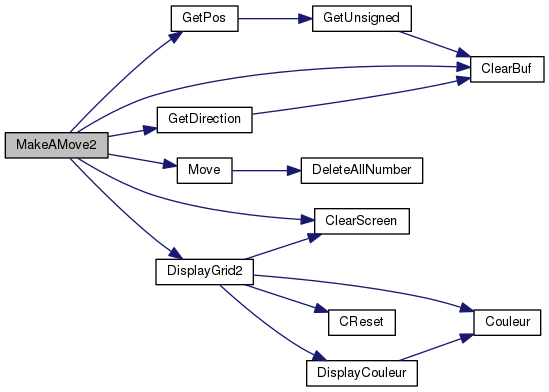 GetPos
GetUnsigned
ClearBuf
GetDirection
MakeAMove2
Move
DeleteAllNumber
ClearScreen
DisplayGrid2
CReset
Couleur
DisplayCouleur